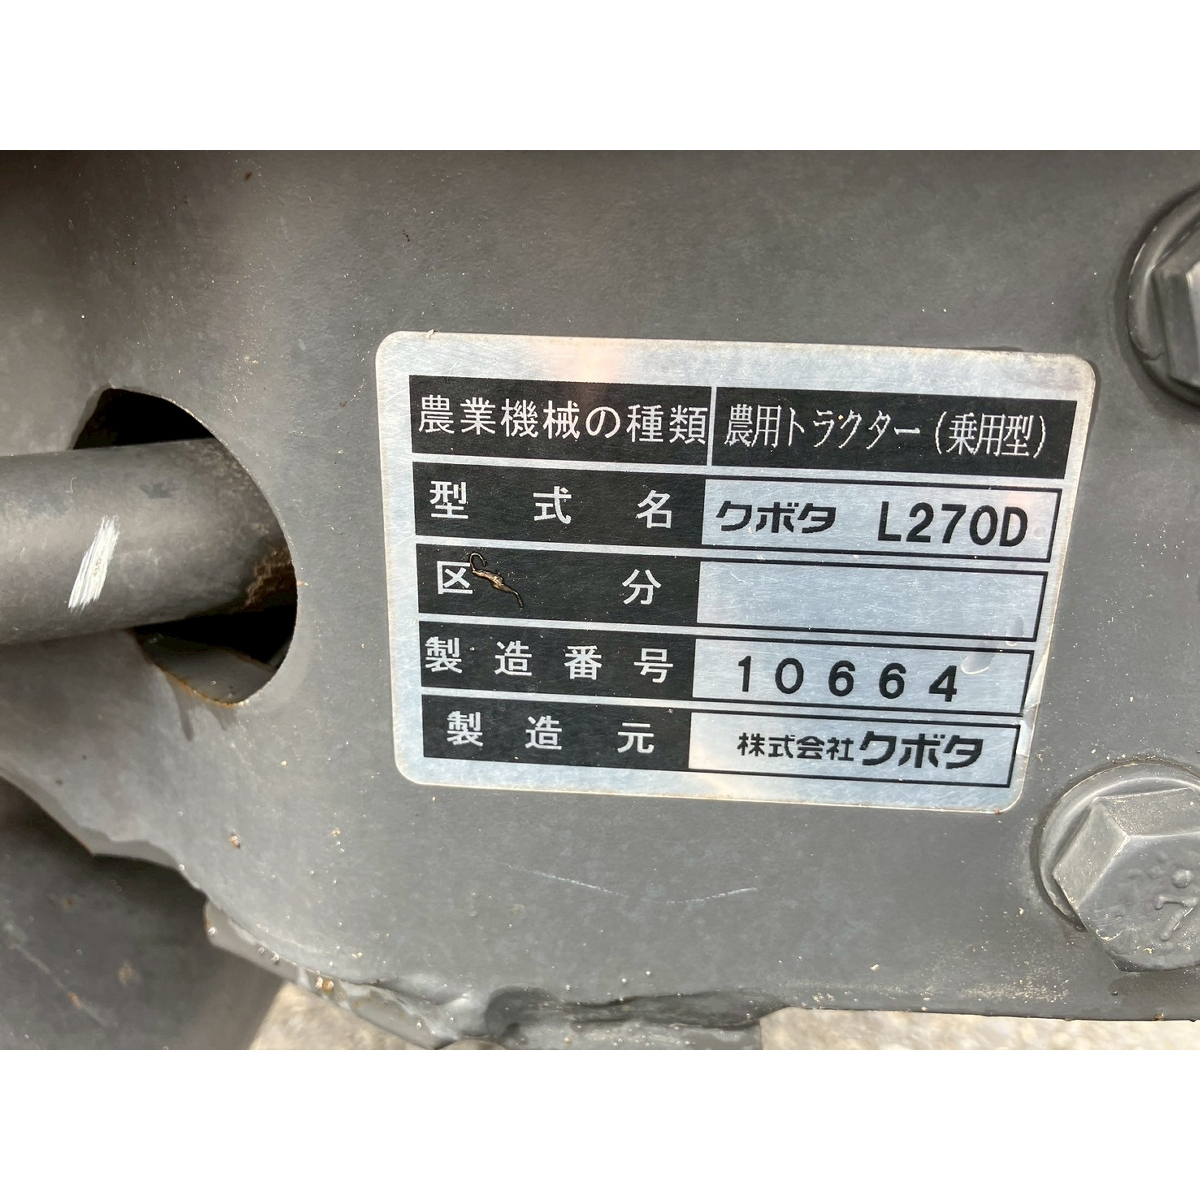 農業機械の種類 農用トラクター(乗用型)
型式名 クボタ L270D
区分
製造番号 10664
製造元 株式会社クボタ